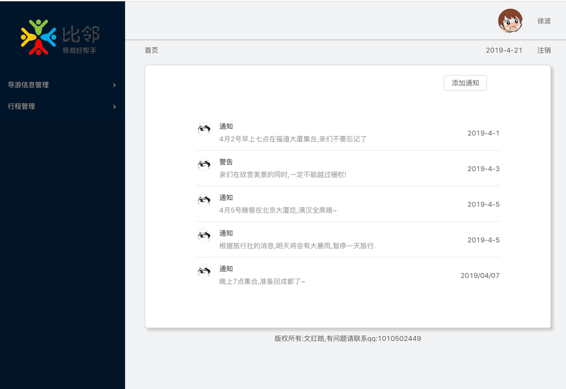 比邻
导游好帮手
徐波
导游信息管理
行程管理
首页
2019-4-21
注销
添加通知
通知
4月2号早上七点在福道大厦集合,亲们不要忘记了
2019-4-1
警告
亲们在欣赏美景的同时,一定不能越过栅栏!
2019-4-3
通知
4月5号晚餐在北京大厦吃,满汉全席哦~
2019-4-5
通知
根据旅行社的消息,明天将会有大暴雨,暂停一天旅行.
2019-4-5
通知
晚上7点集合,准备回成都了~
2019/04/07
版权所有:文红皓,有问题请联系qq:1010502449